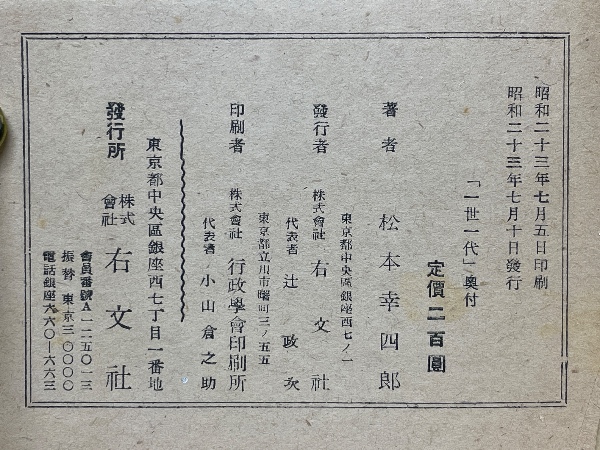 昭和二十三年七月五日印刷
昭和二十三年七月十日發行
「一世一代」奧付
定價二百圓
著者 松本幸四郎
東京都中央區銀座西七ノ一
發行者 株式會社 右文社
代表者 辻政次
東京都立川市曙町三ノ五五
印刷者 株式會社 行政學會印刷所
代表者 小山倉之助
東京都中央區銀座西七丁目一番地
發行所 株式會社 右文社
會員番號A一二五〇一三
振替東京三〇〇〇〇
電話銀座六六〇—六六三